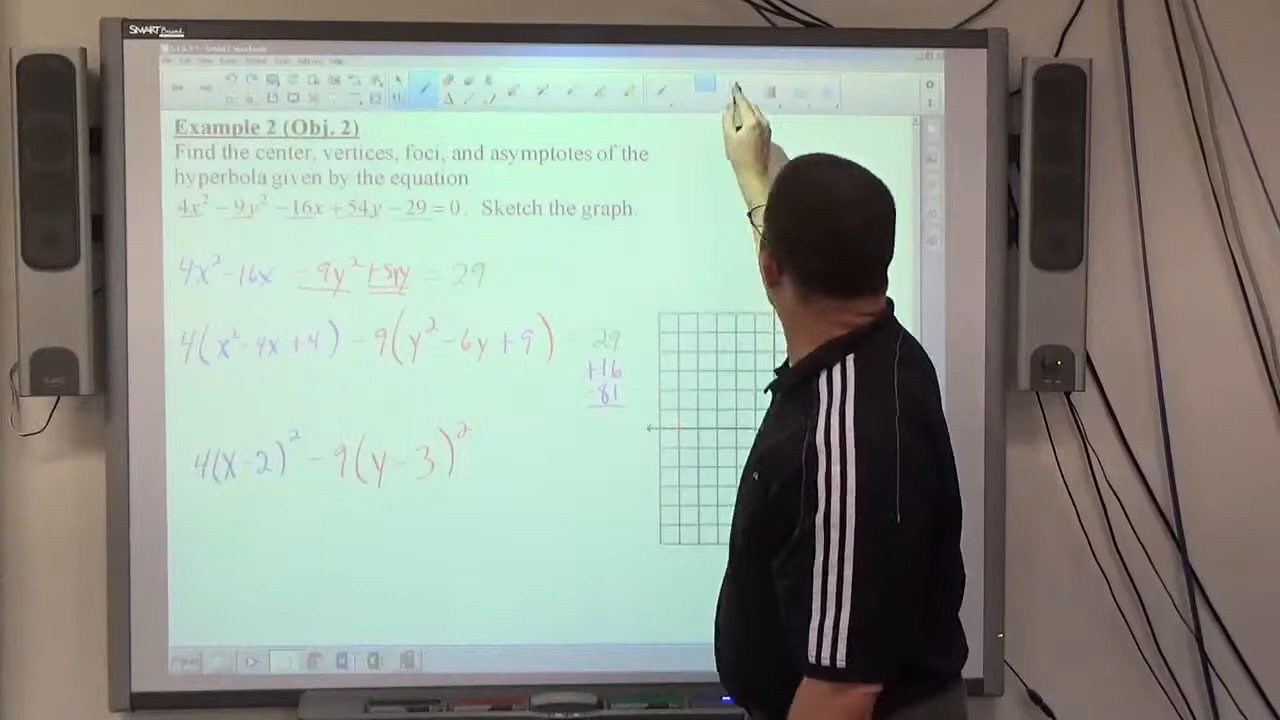 SMART Board
Example 2 (Obj. 2)
Find the center, vertices, foci, and asymptotes of the
hyperbola given by the equation
4x² − 9y² − 16x + 54y − 29 = 0. Sketch the graph.
4x² - 16x - 9y² + 54y = 29
4(x² - 4x + 4) - 9(y² - 6y + 9) = 29
+16
-81
4(x - 2)² - 9(y - 3)²